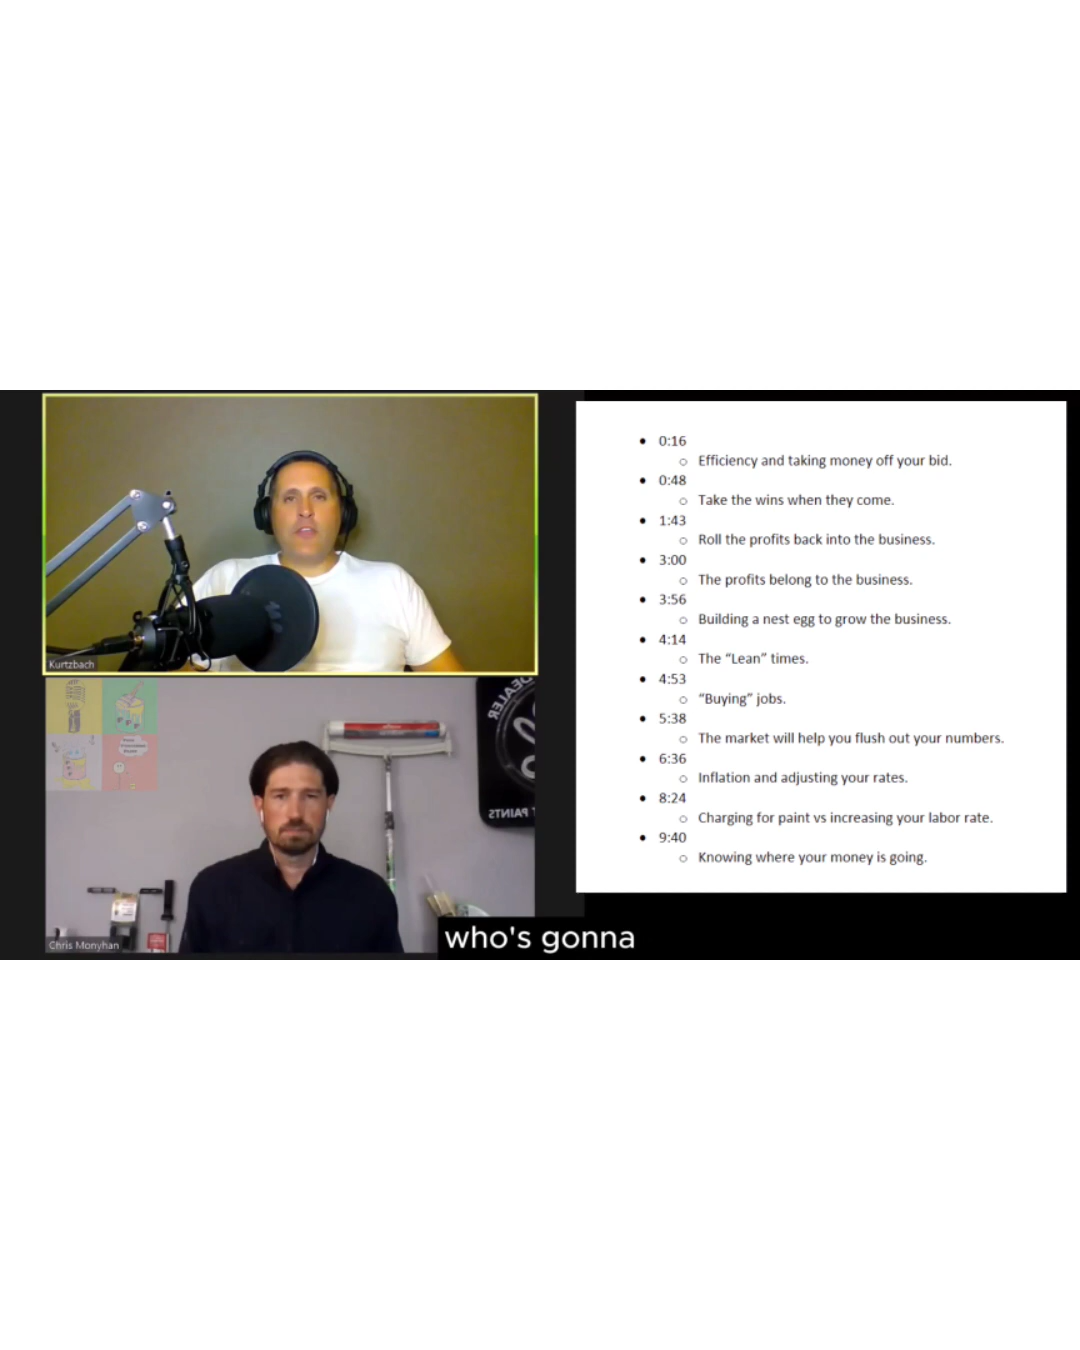 Kurtzbach
DEALER
PAINTS
Chris Monyhan
who's gonna
• 0:16
○ Efficiency and taking money off your bid.
• 0:48
○ Take the wins when they come.
• 1:43
○ Roll the profits back into the business.
• 3:00
○ The profits belong to the business.
• 3:56
○ Building a nest egg to grow the business.
• 4:14
○ The “Lean” times.
• 4:53
○ “Buying” jobs.
• 5:38
○ The market will help you flush out your numbers.
• 6:36
○ Inflation and adjusting your rates.
• 8:24
○ Charging for paint vs increasing your labor rate.
• 9:40
○ Knowing where your money is going.